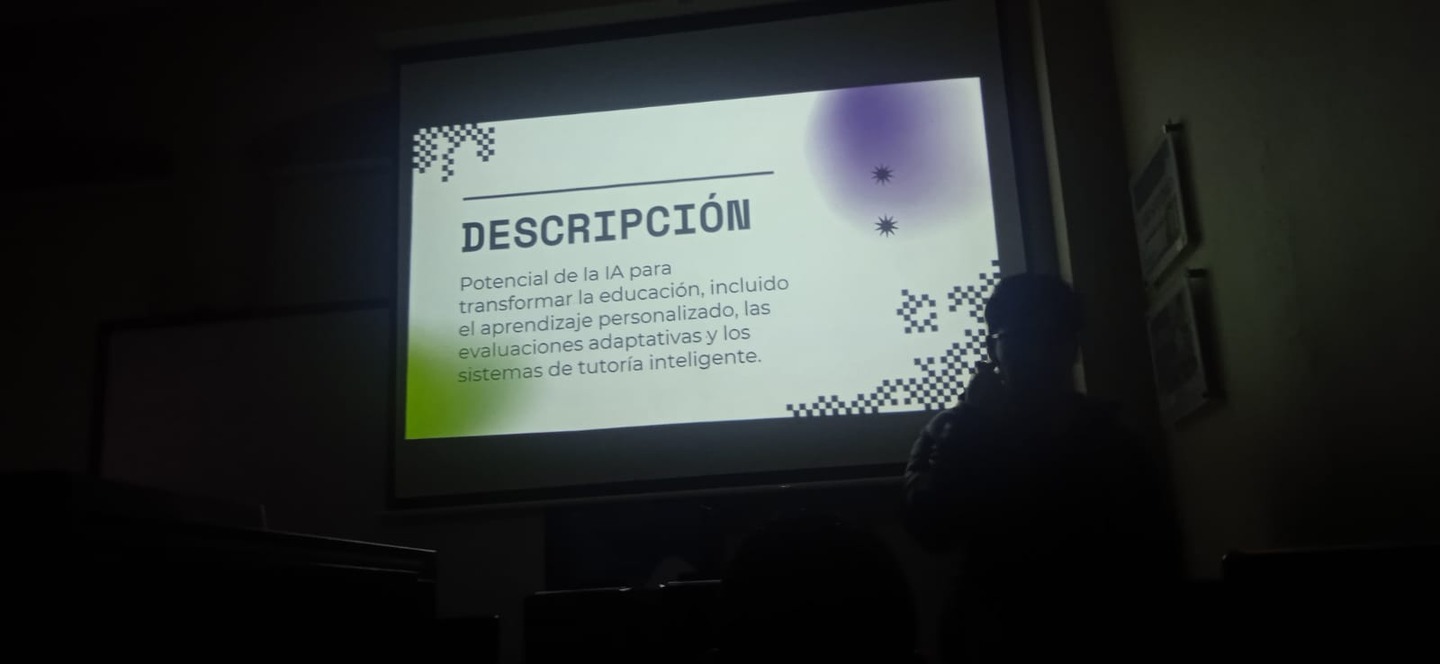 DESCRIPCIÓN
Potencial de la IA para
transformar la educación, incluido
el aprendizaje personalizado, las
evaluaciones adaptativas y los
sistemas de tutoría inteligente.